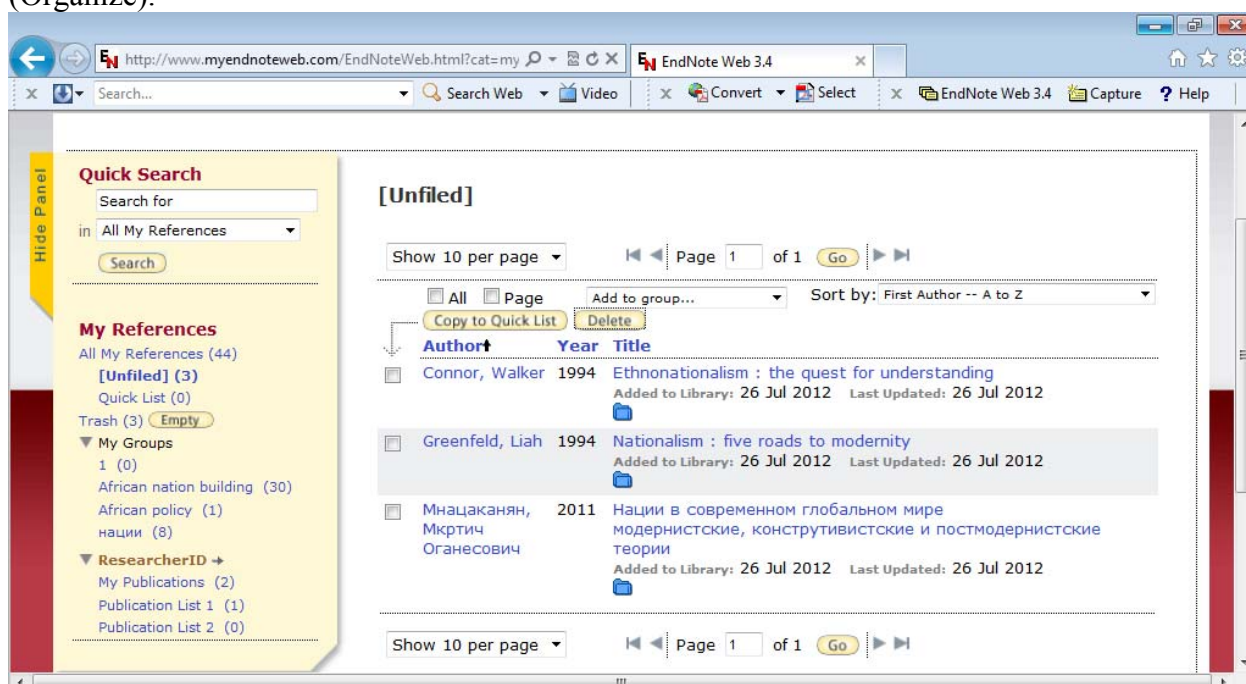 (Organize).
http://www.myendnoteweb.com/EndNoteWeb.html?cat=my
EndNote Web 3.4
Search...
Search Web
Video
Convert
Select
EndNote Web 3.4
Capture
? Help
Hide Panel
Quick Search
Search for
in All My References
Search
My References
All My References (44)
[Unfiled] (3)
Quick List (0)
Trash (3) Empty
My Groups
1 (0)
African nation building (30)
African policy (1)
нации (8)
ResearcherID
My Publications (2)
Publication List 1 (1)
Publication List 2 (0)
[Unfiled]
Show 10 per page Page 1 of 1 Go
All Page Add to group... Sort by: First Author -- A to Z
Copy to Quick List Delete
Author Year Title
Connor, Walker 1994 Ethnonationalism : the quest for understanding
Added to Library: 26 Jul 2012 Last Updated: 26 Jul 2012
Greenfeld, Liah 1994 Nationalism : five roads to modernity
Added to Library: 26 Jul 2012 Last Updated: 26 Jul 2012
Мнацаканян, 2011 Нации в современном глобальном мире
Мкртич модернистские, конструтивистские и постмодернистские
Оганесович теории
Added to Library: 26 Jul 2012 Last Updated: 26 Jul 2012
Show 10 per page Page 1 of 1 Go